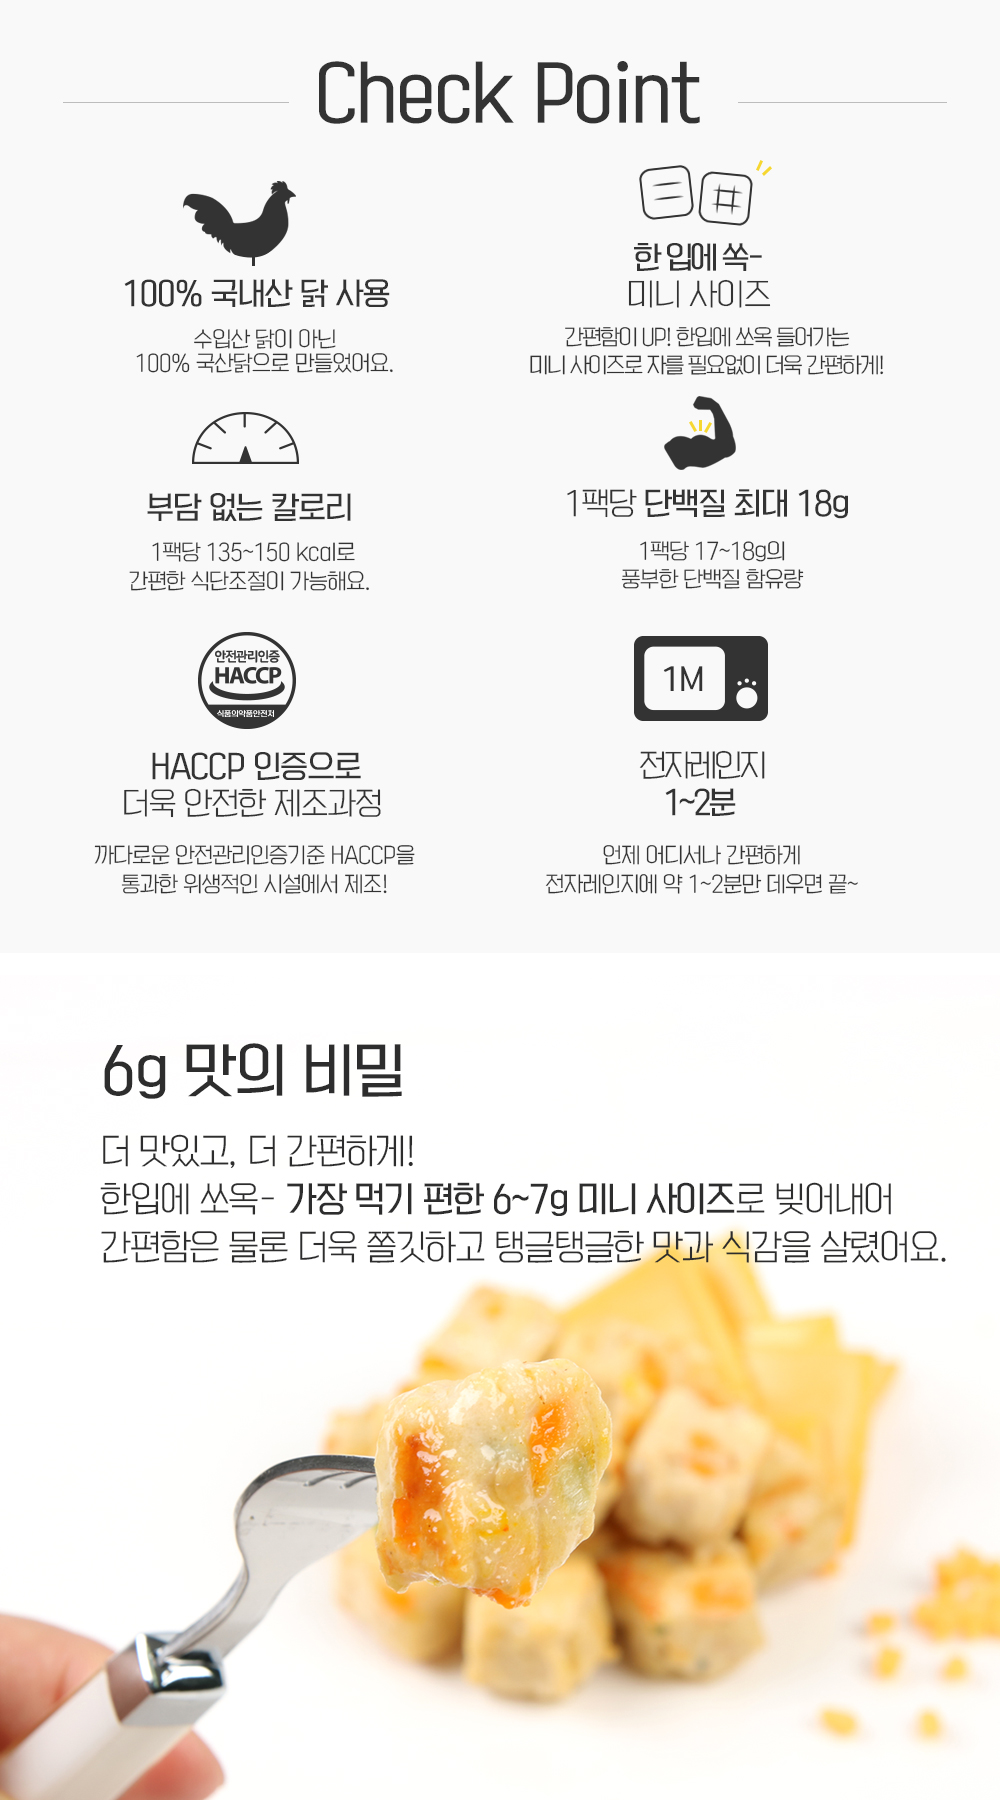 Check Point
100% 국내산 닭 사용
수입산 닭이 아닌
100% 국산닭으로 만들었어요.
한 입에 쏙-
미니 사이즈
간편함이 UP! 한입에 쏘옥 들어가는
미니 사이즈로 자를 필요없이 더욱 간편하게!
부담 없는 칼로리
1팩당 135~150 kcal로
간편한 식단조절이 가능해요.
1팩당 단백질 최대 18g
1팩당 17~18g의
풍부한 단백질 함유량
안전관리인증
HACCP
식품의약품안전처
HACCP 인증으로
더욱 안전한 제조과정
까다로운 안전관리인증기준 HACCP을
통과한 위생적인 시설에서 제조!
1M
전자레인지
1~2분
언제 어디서나 간편하게
전자레인지에 약 1~2분만 데우면 끝~
6g 맛의 비밀
더 맛있고, 더 간편하게!
한입에 쏘옥- 가장 먹기 편한 6~7g 미니 사이즈로 빚어내어
간편함은 물론 더욱 쫄깃하고 탱글탱글한 맛과 식감을 살렸어요.